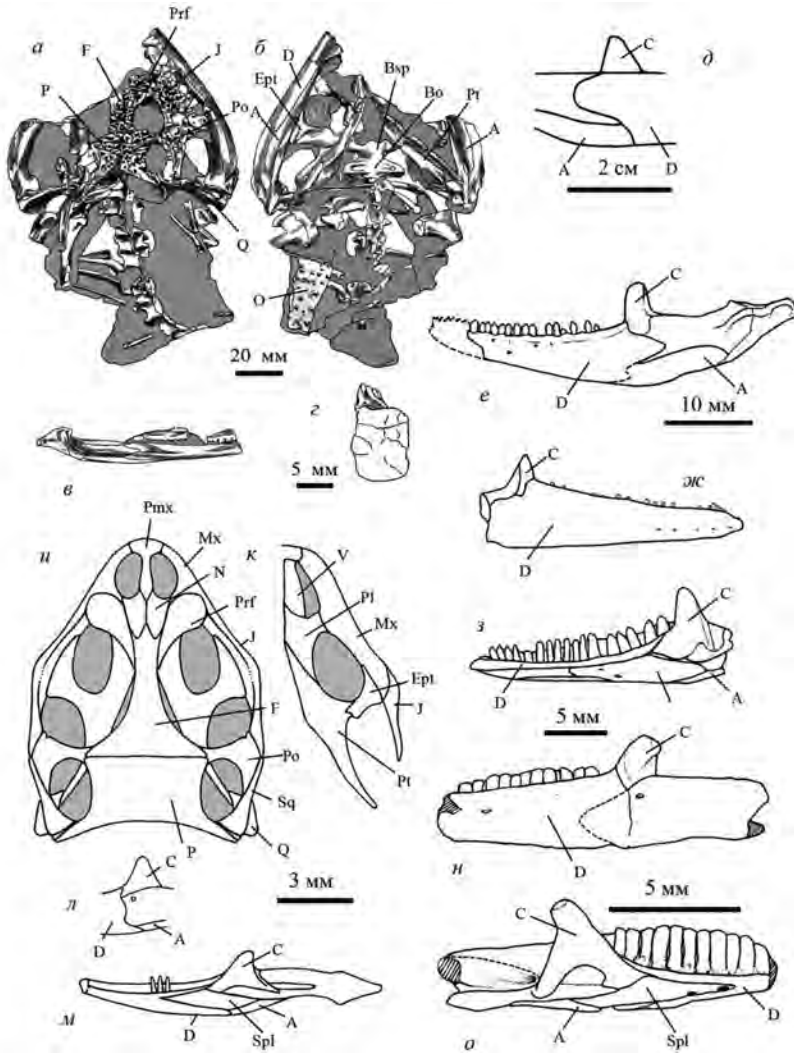 Prf
а
F
J
P
Po
Q
б
D
Ept
A
Bsp
Bo
Pt
A
O
20 мм
C
д
A
D
2 см
C
D
A
е
10 мм
в
г
5 мм
C
ж
D
и
Pmx
Mx
N
Prf
J
F
Po
Sq
P
Q
к
V
Pl
Mx
Ept
J
Pt
з
C
D
A
5 мм
C
н
D
3 мм
л
C
D
A
м
C
D
Spl
A
5 мм
C
A
Spl
D
о